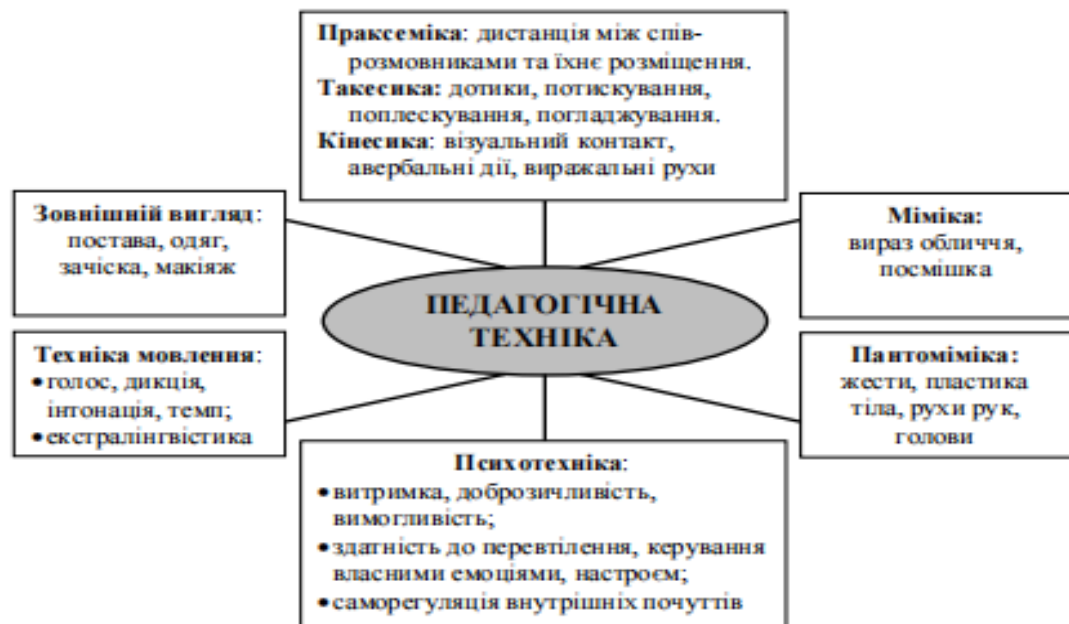 Праксеміка: дистанція між спів-
розмовниками та їхнє розміщення.
Такесика: дотики, потискування,
поплескування, погладжування.
Кінесика: візуальний контакт,
авербальні дії, виражальні рухи
Зовнішній вигляд:
постава, одяг,
зачіска, макіяж
Міміка:
вираз обличчя,
посмішка
ПЕДАГОГІЧНА
ТЕХНІКА
Техніка мовлення:
•голос, дикція,
інтонація, темп;
•екстралінгвістика
Пантоміміка:
жести, пластика
тіла, рухи рук,
голови
Психотехніка:
•витримка, доброзичливість,
вимогливість;
•здатність до перевтілення, керування
власними емоціями, настроєм;
•саморегуляція внутрішніх почуттів